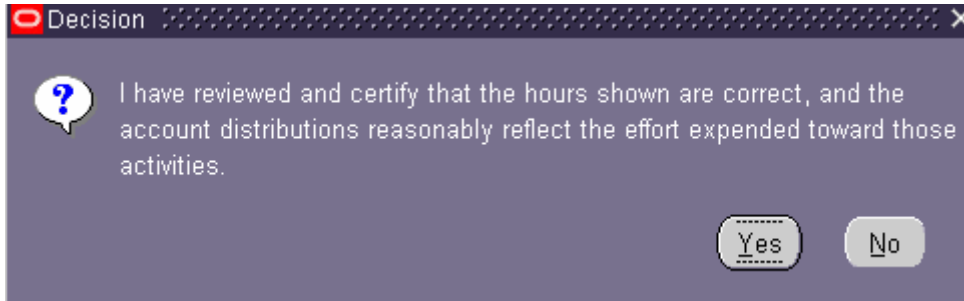 Decision
I have reviewed and certify that the hours shown are correct, and the
account distributions reasonably reflect the effort expended toward those
activities.
Yes No